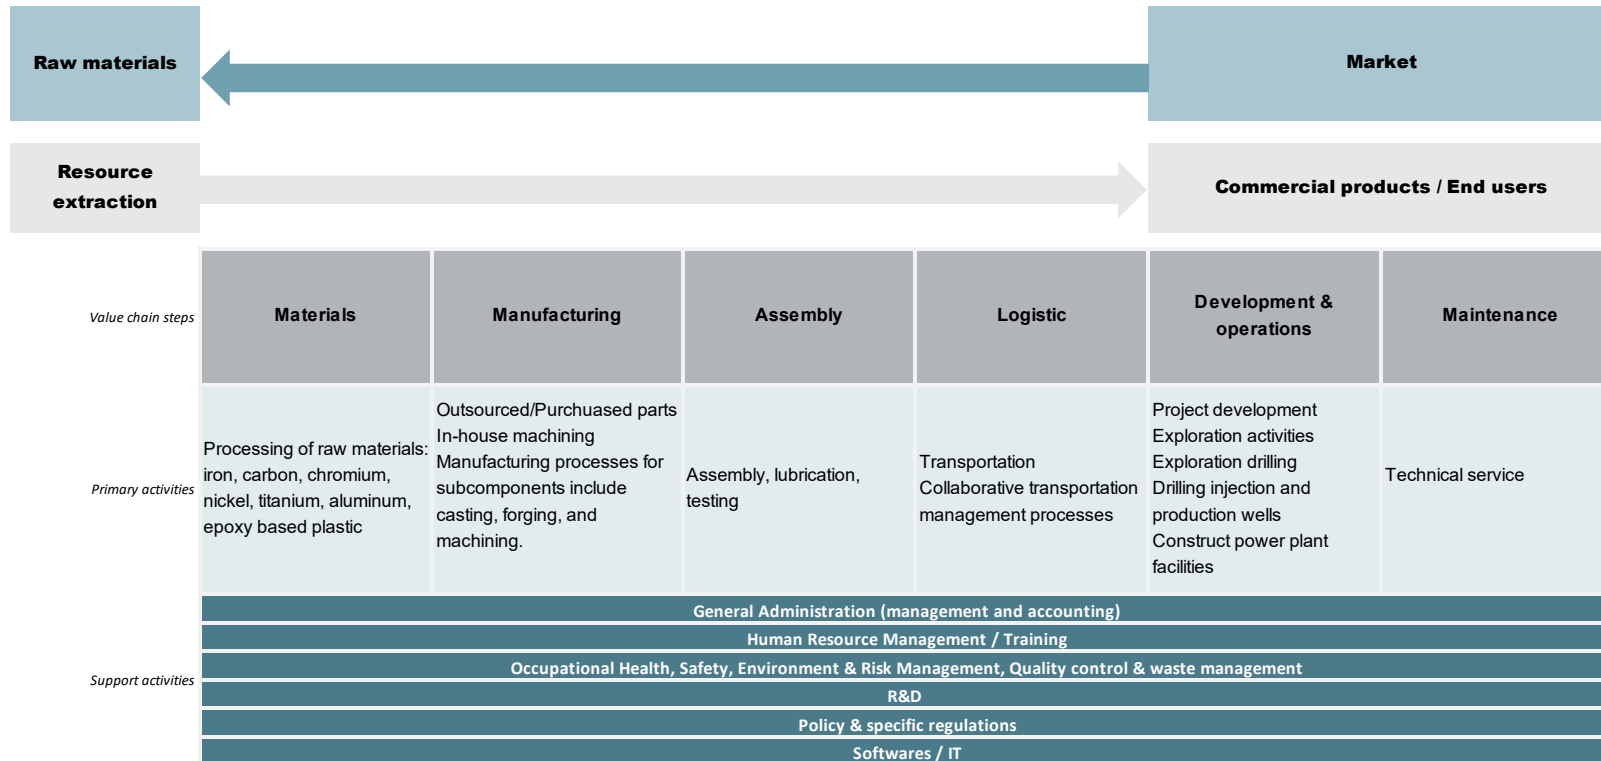 Raw materials
Market
Resource
extraction
Commercial products / End users
Value chain steps
Materials
Manufacturing
Assembly
Logistic
Development &
operations
Maintenance
Primary activities
Processing of raw materials:
iron, carbon, chromium,
nickel, titanium, aluminum,
epoxy based plastic
Outsourced/Purchuased parts
In-house machining
Manufacturing processes for
subcomponents include
casting, forging, and
machining.
Assembly, lubrication,
testing
Transportation
Collaborative transportation
management processes
Project development
Exploration activities
Exploration drilling
Drilling injection and
production wells
Construct power plant
facilities
Technical service
Support activities
General Administration (management and accounting)
Human Resource Management / Training
Occupational Health, Safety, Environment & Risk Management, Quality control & waste management
R&D
Policy & specific regulations
Softwares / IT